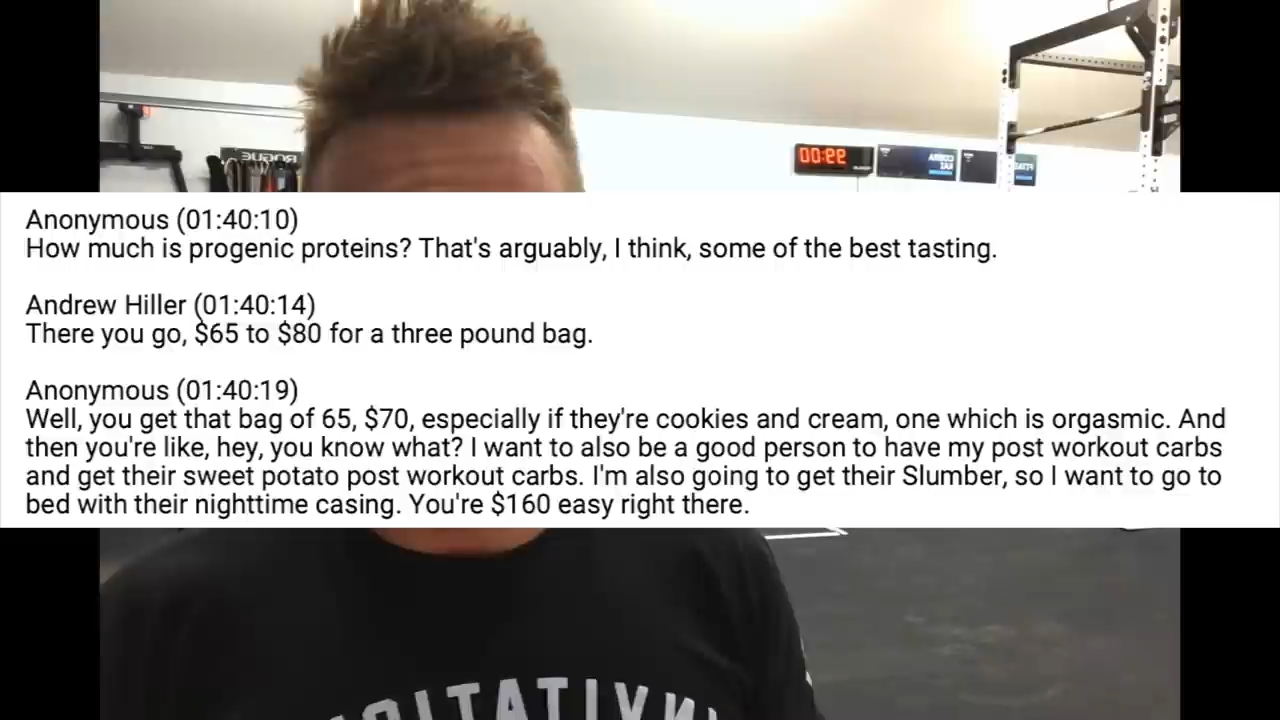 ROGUE
00:22
Anonymous (01:40:10)
How much is progenic proteins? That's arguably, I think, some of the best tasting.
Andrew Hiller (01:40:14)
There you go, $65 to $80 for a three pound bag.
Anonymous (01:40:19)
Well, you get that bag of 65, $70, especially if they're cookies and cream, one which is orgasmic. And
then you're like, hey, you know what? I want to also be a good person to have my post workout carbs
and get their sweet potato post workout carbs. I'm also going to get their Slumber, so I want to go to
bed with their nighttime casing. You're $160 easy right there.